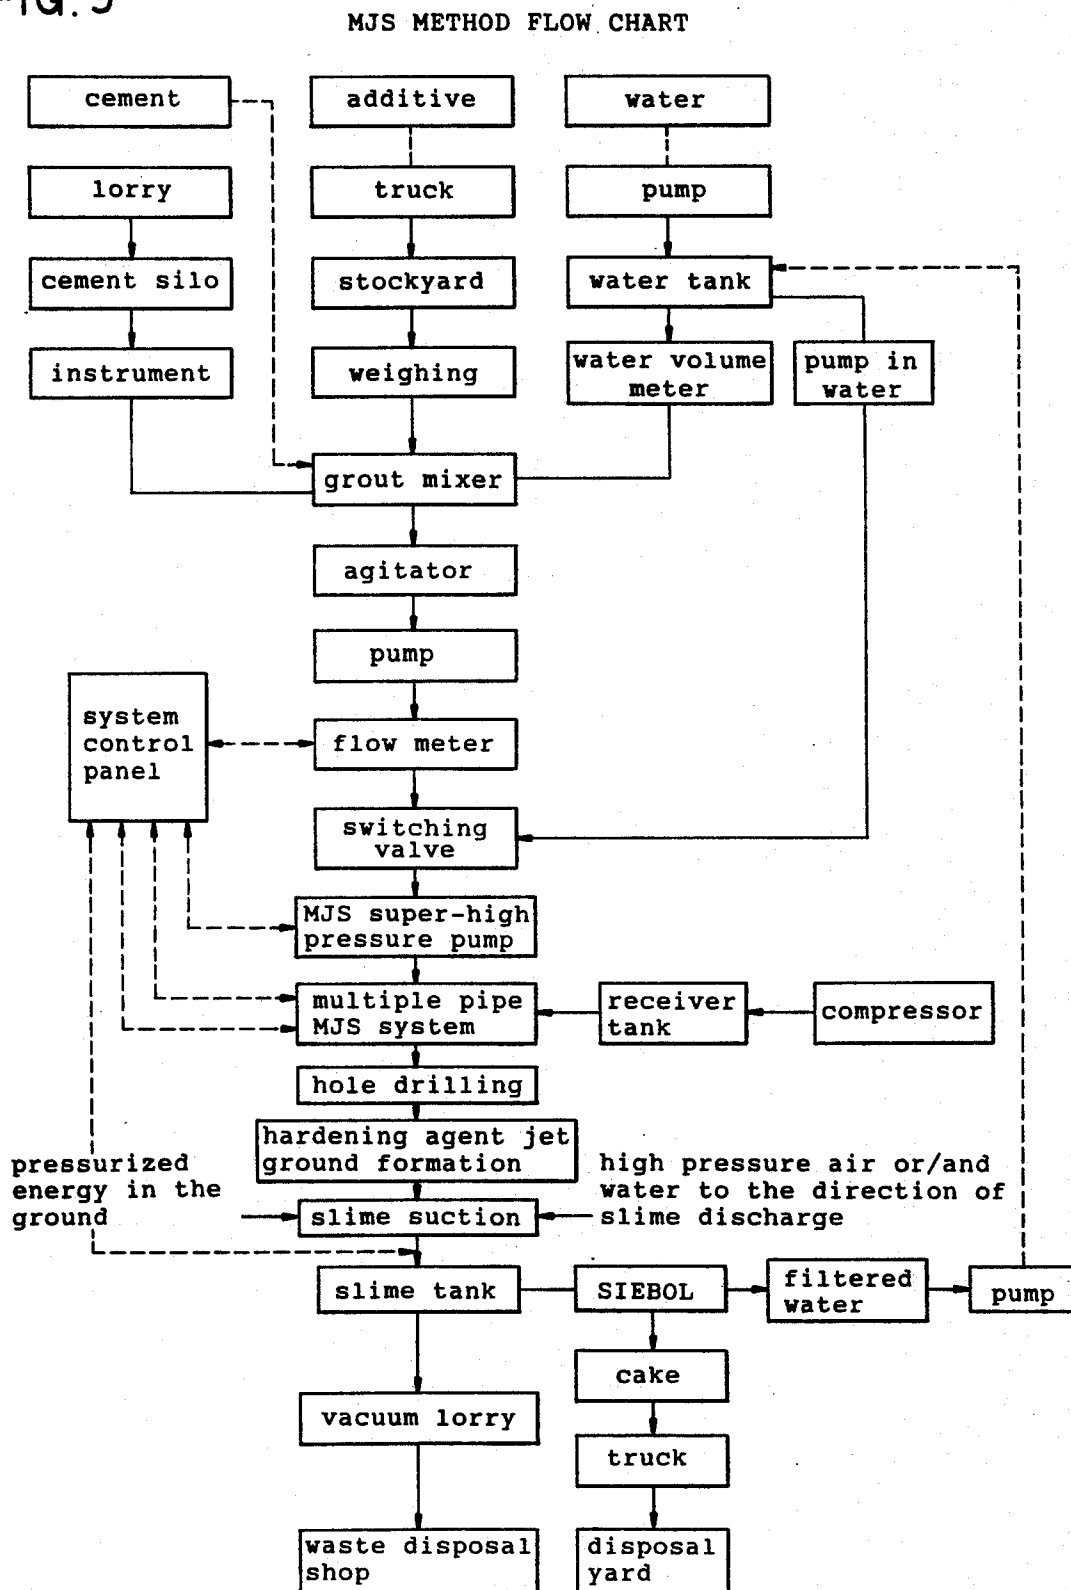 FIG. 5
MJS METHOD FLOW CHART
cement
additive
water
lorry
truck
pump
cement silo
stockyard
water tank
instrument
weighing
water volume
meter
pump in
water
grout mixer
agitator
pump
system
control
panel
flow meter
switching
valve
MJS super-high
pressure pump
multiple pipe
MJS system
receiver
tank
compressor
hole drilling
hardening agent jet
ground formation
pressurized
energy in the
ground
high pressure air or/and
water to the direction of
slime discharge
slime suction
slime tank
SIEBOL
filtered
water
pump
cake
vacuum lorry
truck
waste disposal
shop
disposal
yard